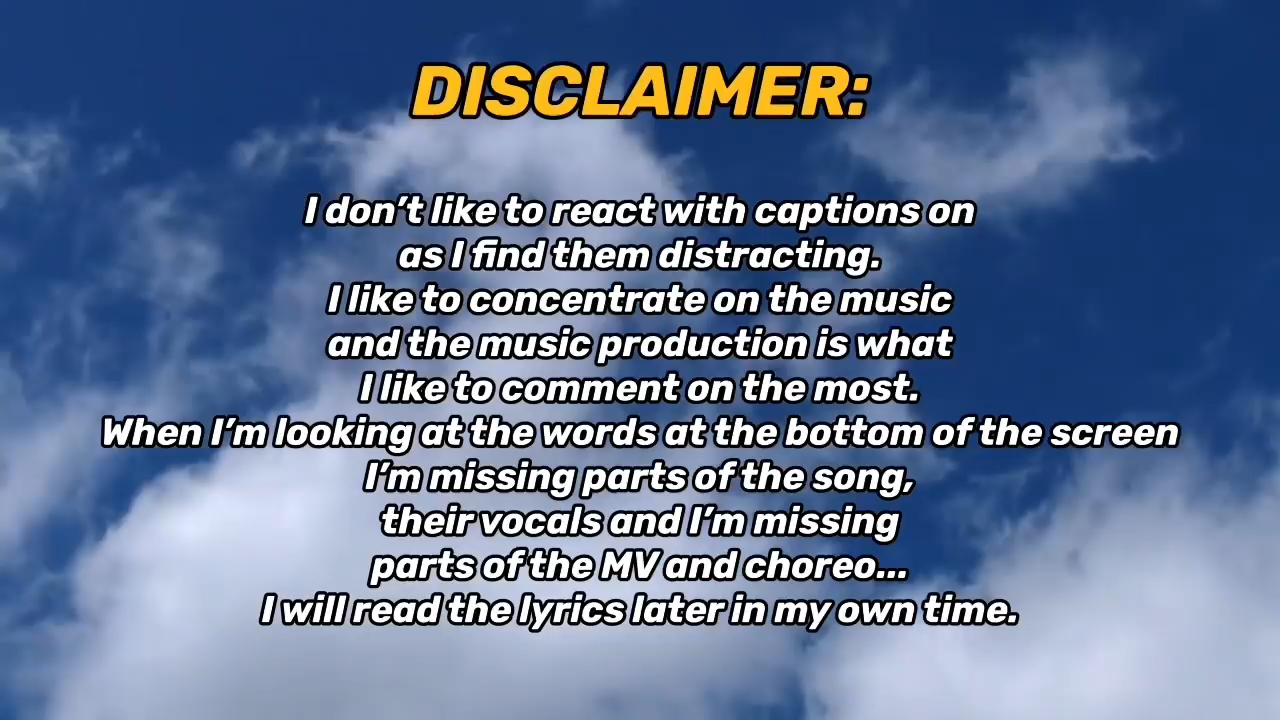 DISCLAIMER:
I don't like to react with captions on
as I find them distracting.
I like to concentrate on the music
and the music production is what
I like to comment on the most.
When I'm looking at the words at the bottom of the screen
I'm missing parts of the song,
their vocals and I'm missing
parts of the MV and choreo...
I will read the lyrics later in my own time.